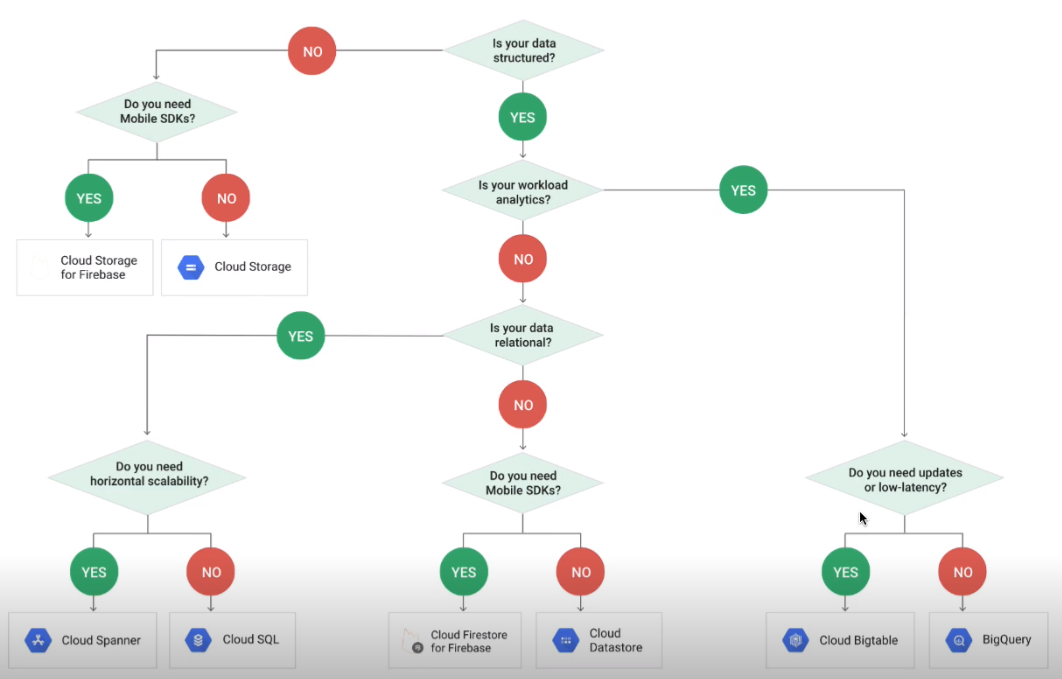 Is your data
structured?
NO
Do you need
Mobile SDKs?
YES
Is your workload
analytics?
YES
YES
NO
Cloud Storage
for Firebase
Cloud Storage
NO
Is your data
relational?
YES
NO
Do you need
horizontal scalability?
Do you need
Mobile SDKs?
Do you need updates
or low-latency?
YES
NO
YES
NO
YES
NO
Cloud Spanner
Cloud SQL
Cloud Firestore
for Firebase
Cloud
Datastore
Cloud Bigtable
BigQuery